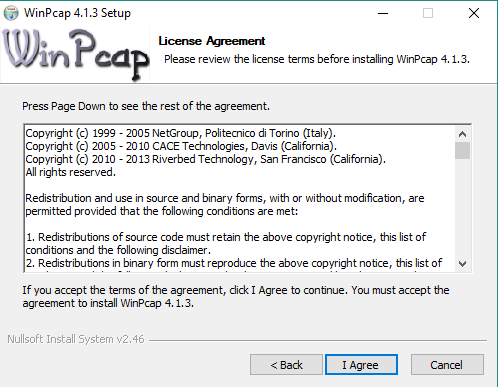 WinPcap 4.1.3 Setup
WinPcap
License Agreement
Please review the license terms before installing WinPcap 4.1.3.
Press Page Down to see the rest of the agreement.
Copyright (c) 1999 - 2005 NetGroup, Politecnico di Torino (Italy).
Copyright (c) 2005 - 2010 CACE Technologies, Davis (California).
Copyright (c) 2010 - 2013 Riverbed Technology, San Francisco (California).
All rights reserved.
Redistribution and use in source and binary forms, with or without modification, are
permitted provided that the following conditions are met:
1. Redistributions of source code must retain the above copyright notice, this list of
conditions and the following disclaimer.
2. Redistributions in binary form must reproduce the above copyright notice, this list of
If you accept the terms of the agreement, click I Agree to continue. You must accept the
agreement to install WinPcap 4.1.3.
Nullsoft Install System v2.46
< Back
I Agree
Cancel